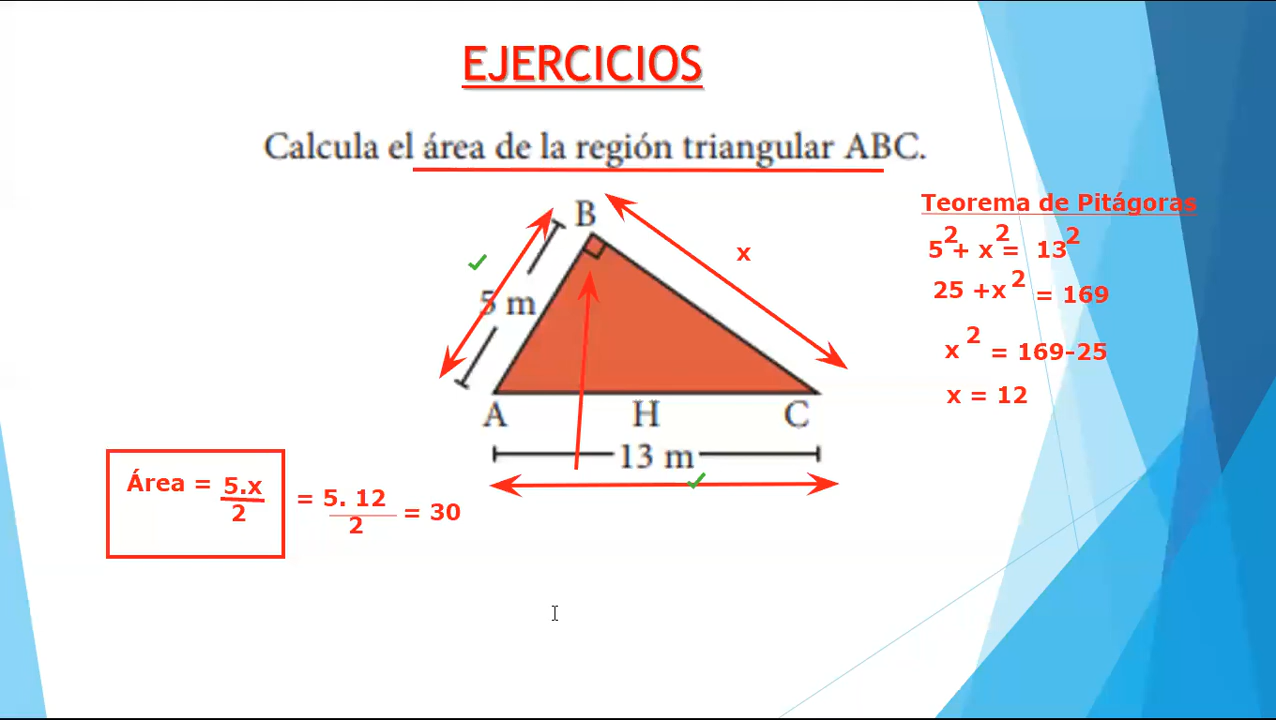 EJERCICIOS
Calcula el área de la región triangular ABC.
B
x
5 m
A H C
13 m
Teorema de Pitágoras
5² + x² = 13²
25 + x² = 169
x² = 169-25
x = 12
Área = 5.x
2
= 5. 12
2
= 30